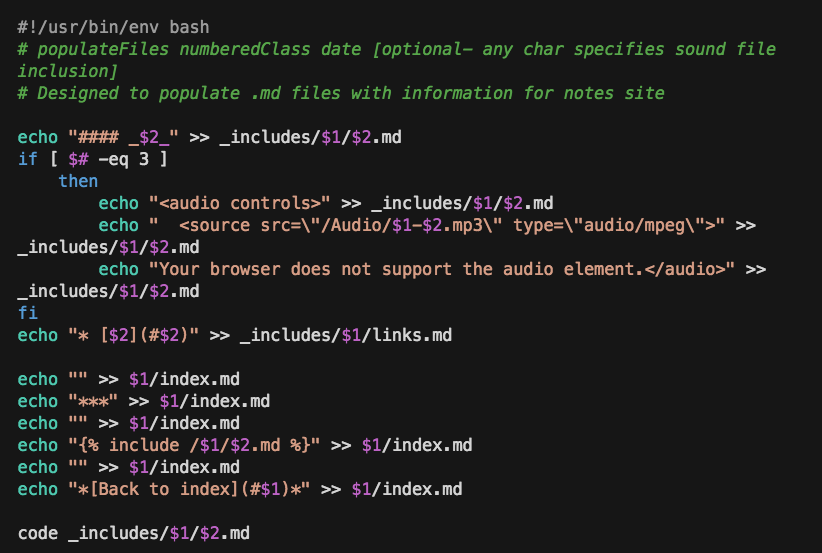 #!/usr/bin/env bash
# populateFiles numberedClass date [optional- any char specifies sound file
inclusion]
# Designed to populate .md files with information for notes site

echo "#### _$2_" >> _includes/$1/$2.md
if [ $# -eq 3 ]
    then
        echo "<audio controls>" >> _includes/$1/$2.md
        echo "  <source src=\"/Audio/$1-$2.mp3\" type=\"audio/mpeg\">" >>
_includes/$1/$2.md
        echo "Your browser does not support the audio element.</audio>" >>
_includes/$1/$2.md
fi
echo "* [$2](#$2)" >> _includes/$1/links.md

echo "" >> $1/index.md
echo "***" >> $1/index.md
echo "" >> $1/index.md
echo "{% include /$1/$2.md %}" >> $1/index.md
echo "" >> $1/index.md
echo "*[Back to index](#$1)*" >> $1/index.md

code _includes/$1/$2.md